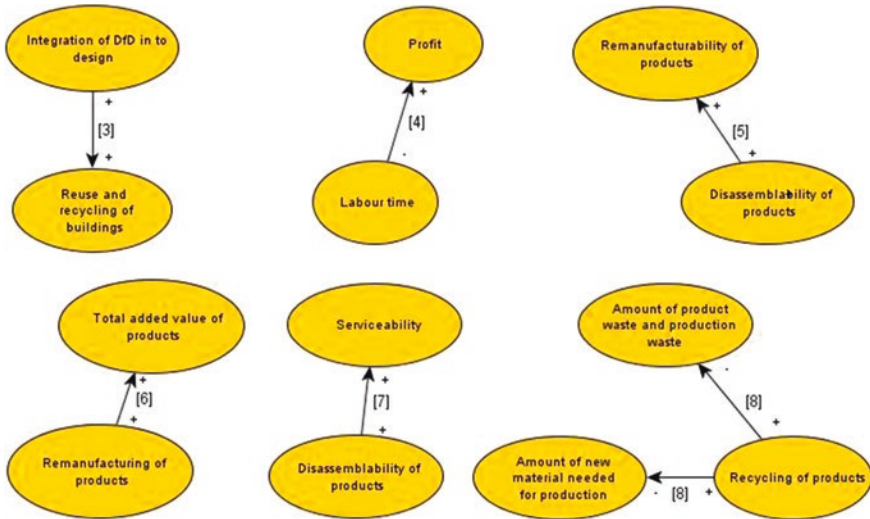 Integration of DfD in to
design
+
[3]
+
Reuse and
recycling of
buildings
Profit
+
[4]
-
Labour time
Remanufacturability of
products
+
[5]
+
Disassemblability of
products
Total added value of
products
+
[6]
+
Remanufacturing of
products
Serviceability
+
[7]
+
Disassemblability of
products
Amount of product
waste and production
waste
-
[8]
+
Amount of new
material needed
for production
-
[8]
+
Recycling of products